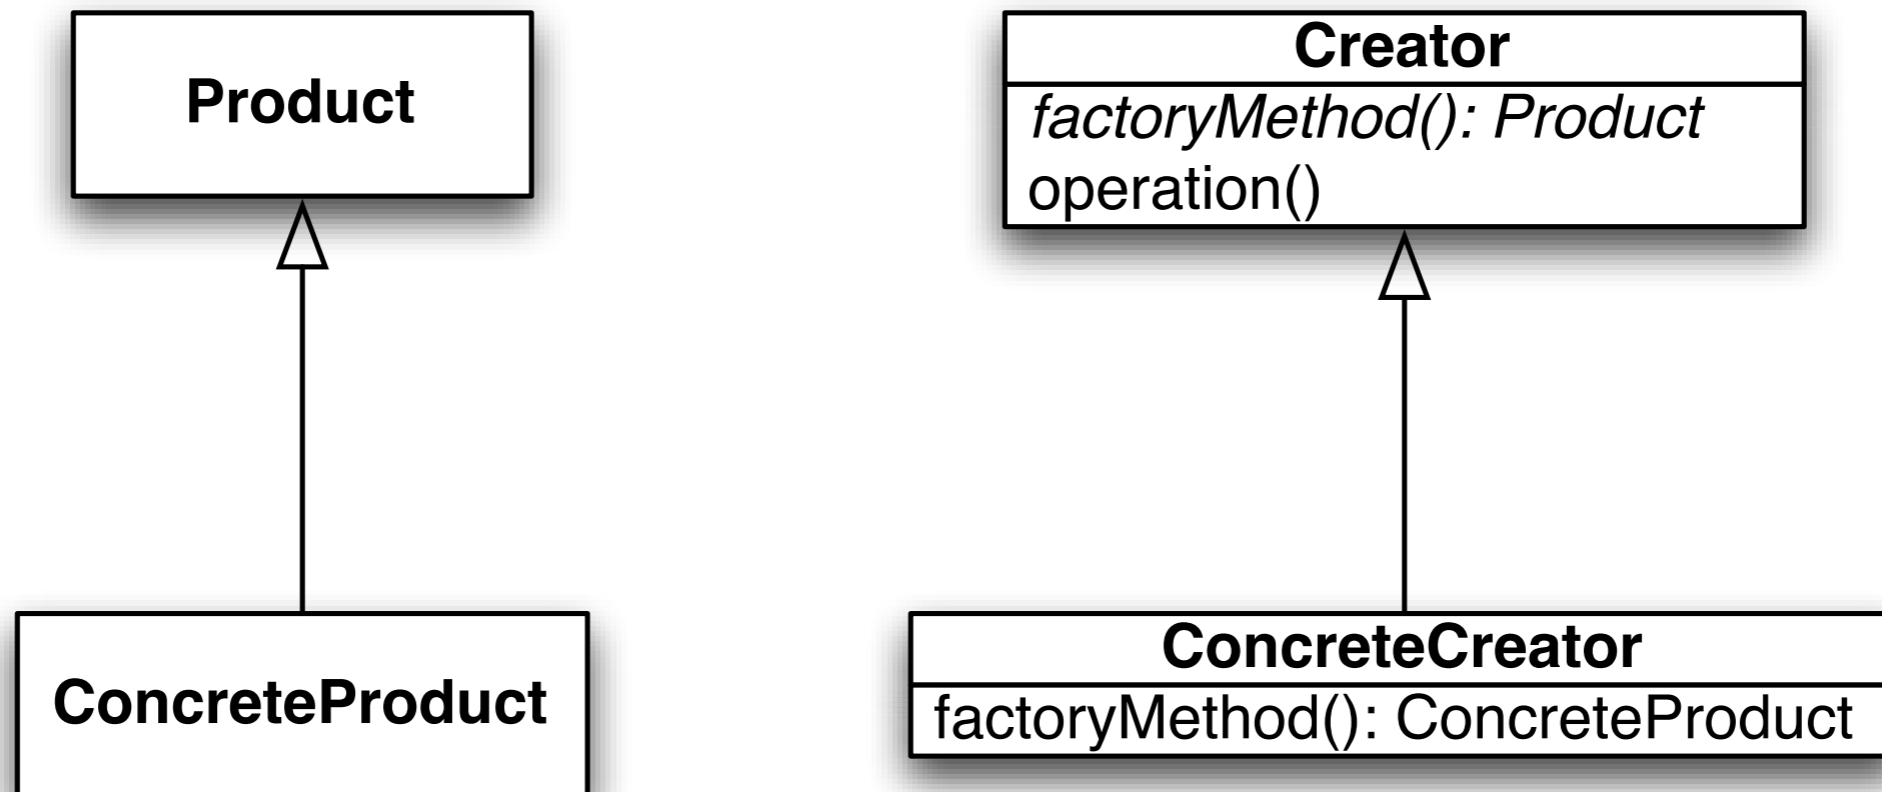 Product
Creator
factoryMethod(): Product
operation()
ConcreteProduct
ConcreteCreator
factoryMethod(): ConcreteProduct